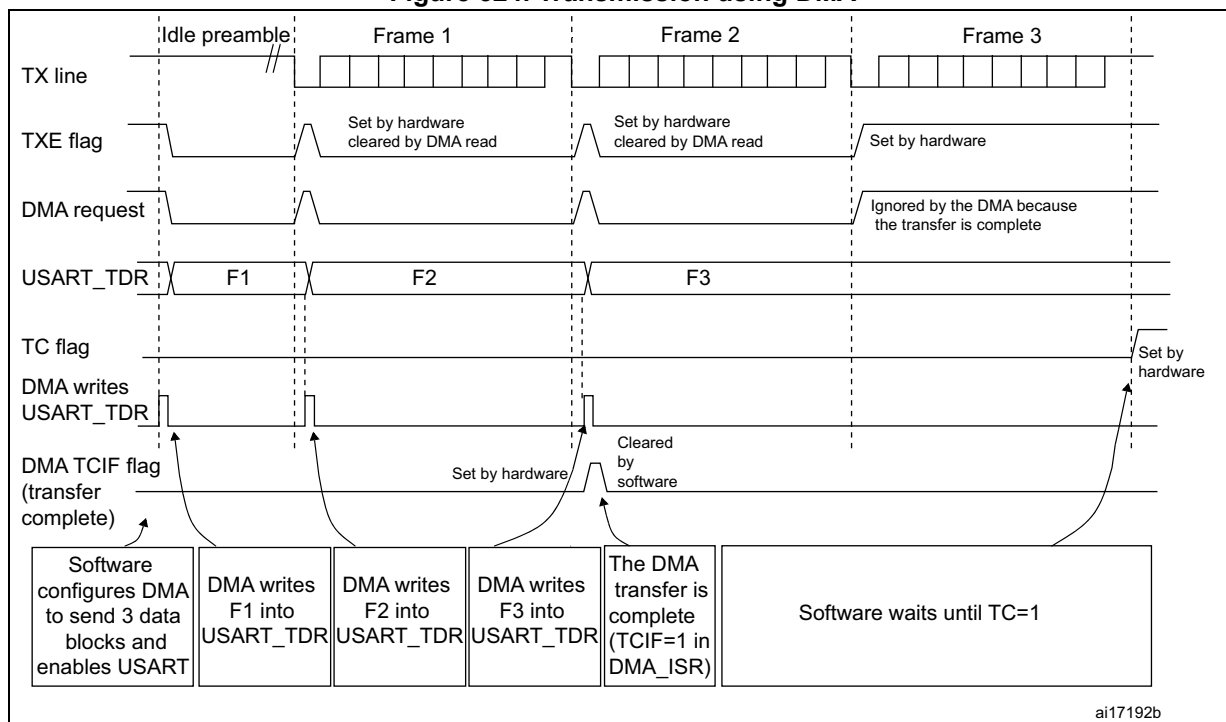 Figure 624. Transmission using DMA
Idle preamble
Frame 1
Frame 2
Frame 3
TX line
TXE flag
Set by hardware
cleared by DMA read
Set by hardware
cleared by DMA read
Set by hardware
DMA request
Ignored by the DMA because
the transfer is complete
USART_TDR
F1
F2
F3
TC flag
Set by
hardware
DMA writes
USART_TDR
DMA TCIF flag
(transfer
complete)
Set by hardware
Cleared
by
software
Software
configures DMA
to send 3 data
blocks and
enables USART
DMA writes
F1 into
USART_TDR
DMA writes
F2 into
USART_TDR
DMA writes
F3 into
USART_TDR
The DMA
transfer is
complete
(TCIF=1 in
DMA_ISR)
Software waits until TC=1
ai17192b